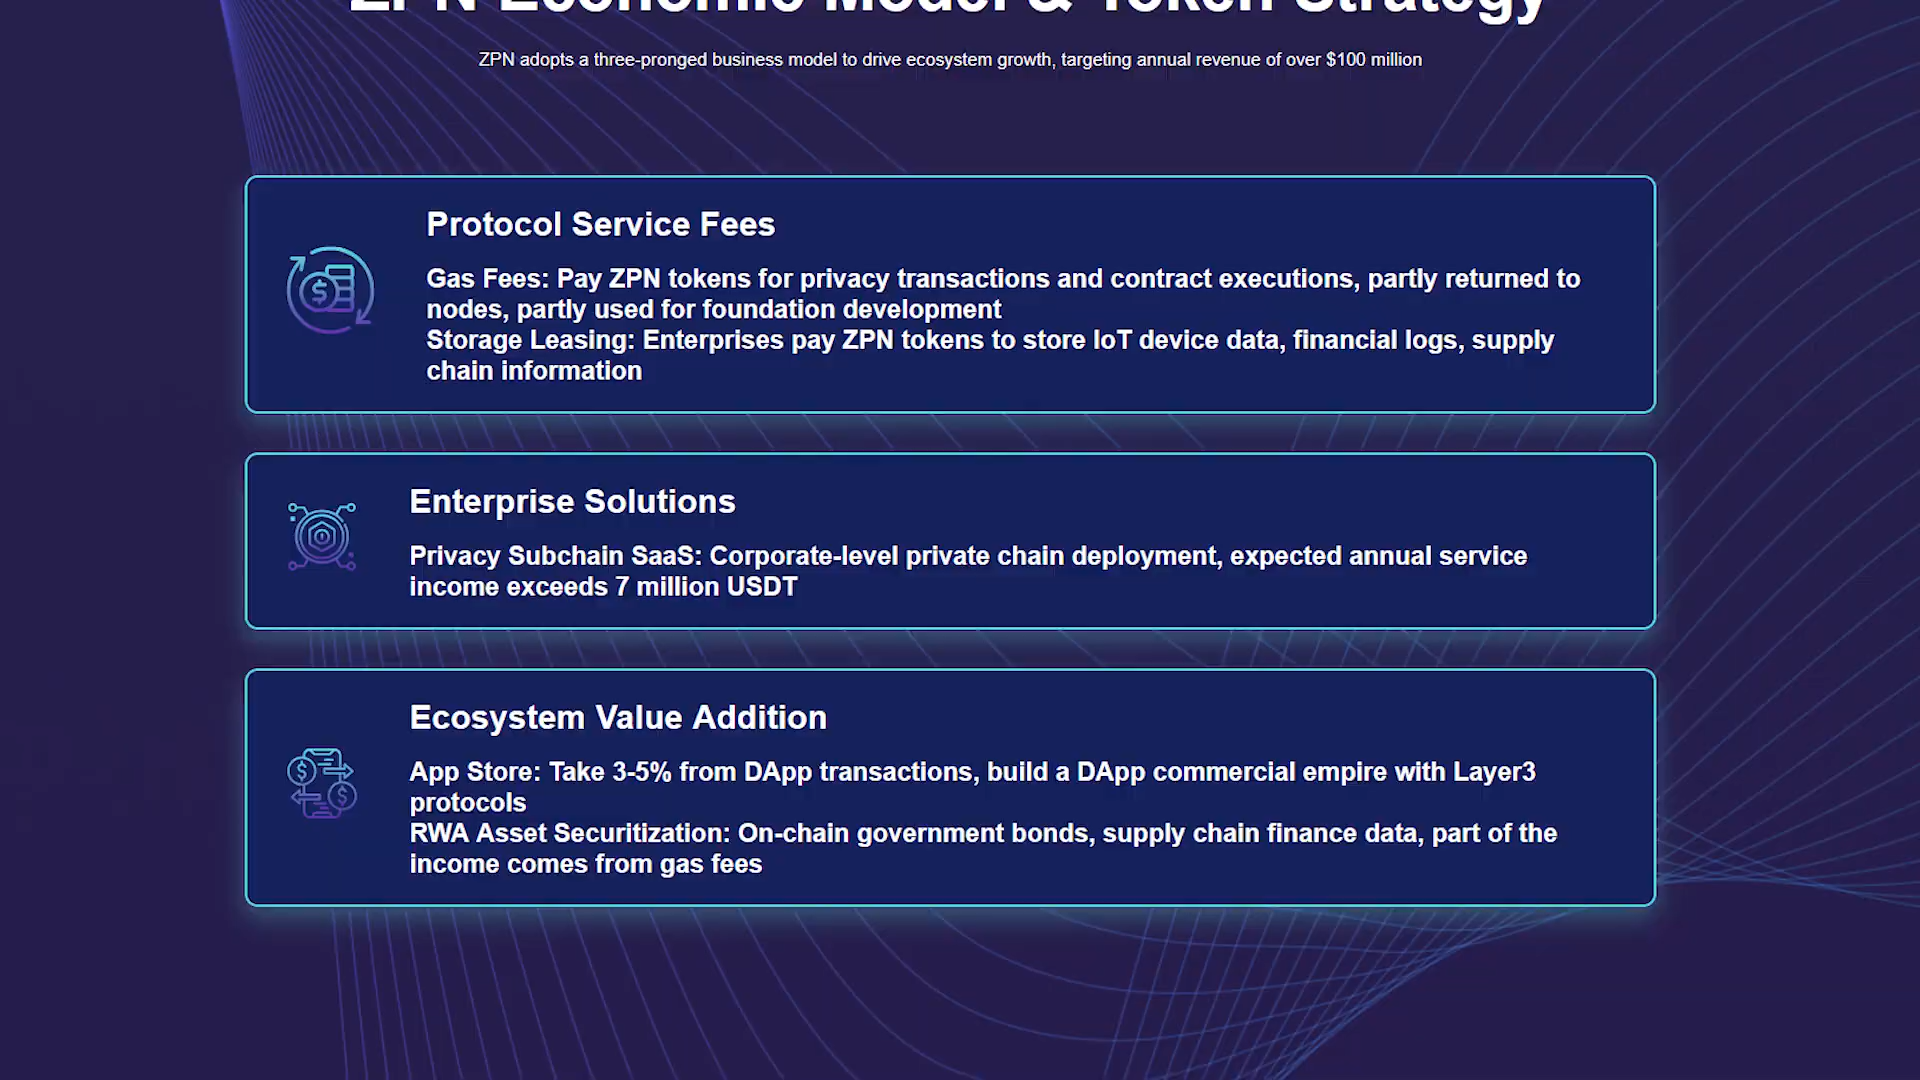 ZPN Economic Model & Token Strategy
ZPN adopts a three-pronged business model to drive ecosystem growth, targeting annual revenue of over $100 million
Protocol Service Fees
Gas Fees: Pay ZPN tokens for privacy transactions and contract executions, partly returned to
nodes, partly used for foundation development
Storage Leasing: Enterprises pay ZPN tokens to store IoT device data, financial logs, supply
chain information
Enterprise Solutions
Privacy Subchain SaaS: Corporate-level private chain deployment, expected annual service
income exceeds 7 million USDT
Ecosystem Value Addition
App Store: Take 3-5% from DApp transactions, build a DApp commercial empire with Layer3
protocols
RWA Asset Securitization: On-chain government bonds, supply chain finance data, part of the
income comes from gas fees